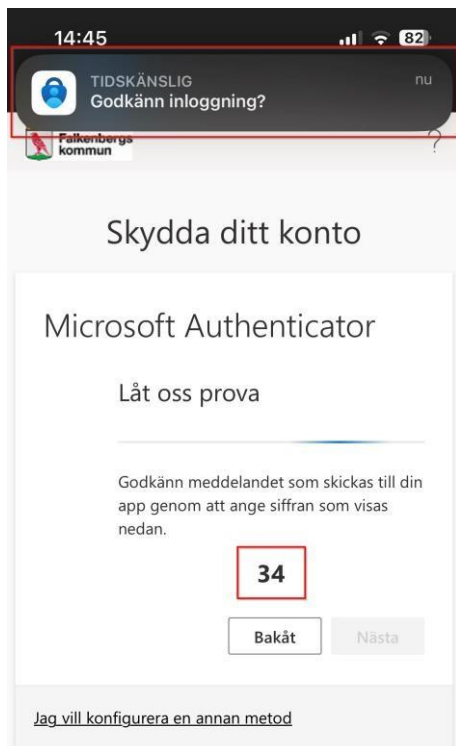 14:45
82
TIDSKÄNSLIG
nu
Godkänn inloggning?
Falkenbergs
kommun
?
Skydda ditt konto
Microsoft Authenticator
Låt oss prova
Godkänn meddelandet som skickas till din
app genom att ange siffran som visas
nedan.
34
Bakåt
Nästa
Jag vill konfigurera en annan metod